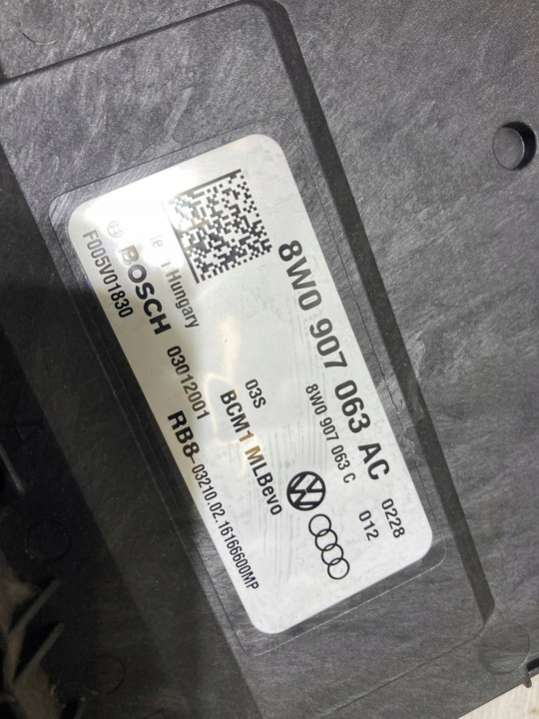 8W0 907 063 AC 0228
8W0 907 063 C 012
03S
BCM1 MLBevo
Hungary
BOSCH 03012001
F005V01830
RB8-03210.02.16166600MP